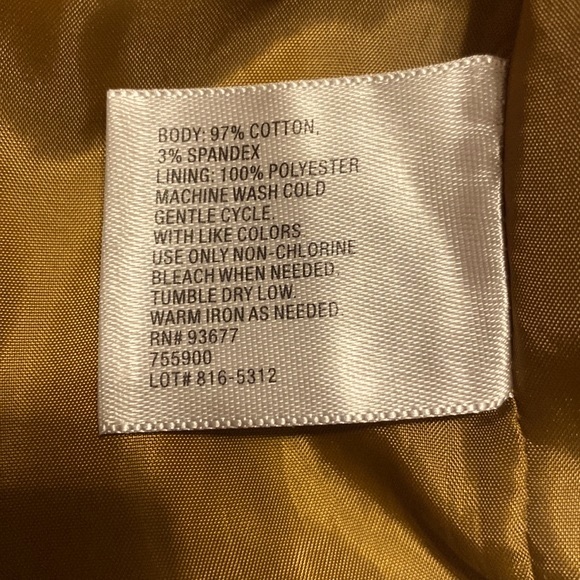 BODY: 97% COTTON,
3% SPANDEX
LINING: 100% POLYESTER
MACHINE WASH COLD
GENTLE CYCLE,
WITH LIKE COLORS
USE ONLY NON-CHLORINE
BLEACH WHEN NEEDED.
TUMBLE DRY LOW,
WARM IRON AS NEEDED
RN# 93677
755900
LOT# 816-5312